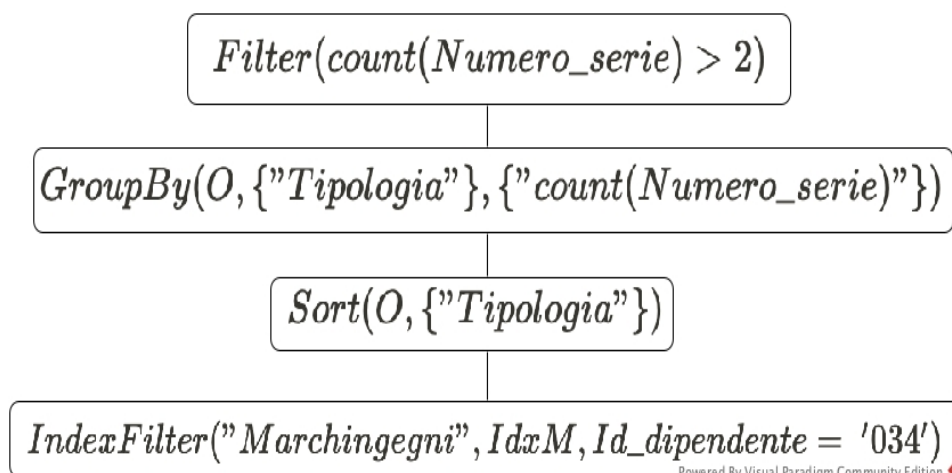 Filter(count(Numero_serie) > 2)
GroupBy(O, {"Tipologia"}, {"count(Numero_serie)"})
Sort(O, {"Tipologia"})
IndexFilter("Marchingegni", IdxM, Id_dipendente = '034')
Powered By Visual Paradigm Community Edition